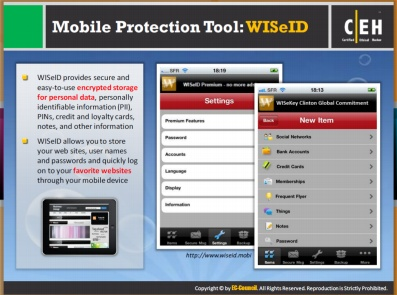 Mobile Protection Tool: WISeID
C|EH
Certified Ethical Hacker
WISeID provides secure and
easy-to-use encrypted storage
for personal data, personally
identifiable information (PII),
PINs, credit and loyalty cards,
notes, and other information
WISeID allows you to store
your web sites, user names
and passwords and quickly log
on to your favorite websites
through your mobile device
SFR 18:19
WISeID Premium - no more ad
Settings
Premium Features
Password
Accounts
Language
Display
Information
Items Secure Msg Settings Backup
SFR 18:13
WISeKey Clinton Global Commitment
Back New Item
Social Networks
Bank Accounts
Credit Cards
Memberships
Frequent Flyer
Things
Notes
Password
Items Secure Msg Settings Backup More
http://www.wiseid.mobi
Copyright © by EC-Council. All Rights Reserved. Reproduction is Strictly Prohibited.